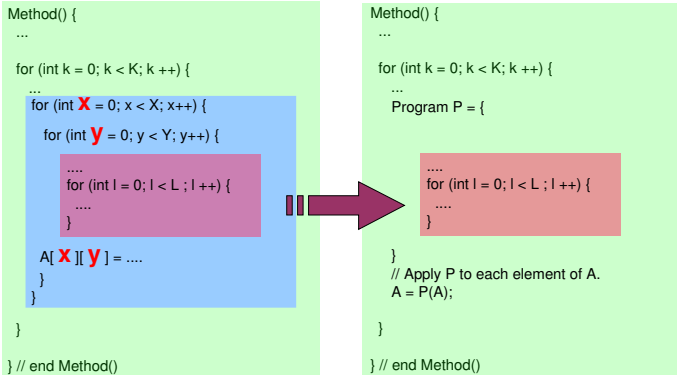 Method() {
...
for (int k = 0; k < K; k ++) {
...
for (int x = 0; x < X; x++) {
for (int y = 0; y < Y; y++) {
....
for (int l = 0; l < L ; l ++) {
....
}
A[ x ][ y ] = ....
}
}
}
} // end Method()
Method() {
...
for (int k = 0; k < K; k ++) {
...
Program P = {
....
for (int l = 0; l < L ; l ++) {
....
}
}
// Apply P to each element of A.
A = P(A);
}
} // end Method()